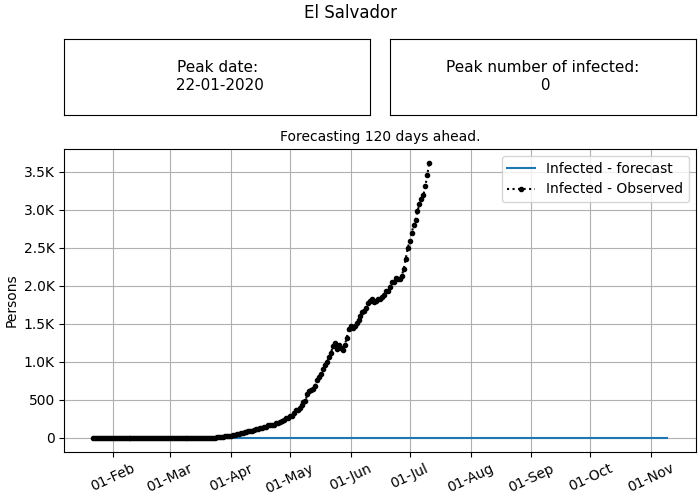 El Salvador
Peak date:
22-01-2020
Peak number of infected:
0
Forecasting 120 days ahead.
Infected - forecast
Infected - Observed
Persons
3.5K
3.0K
2.5K
2.0K
1.5K
1.0K
500
0
01-Feb
01-Mar
01-Apr
01-May
01-Jun
01-Jul
01-Aug
01-Sep
01-Oct
01-Nov